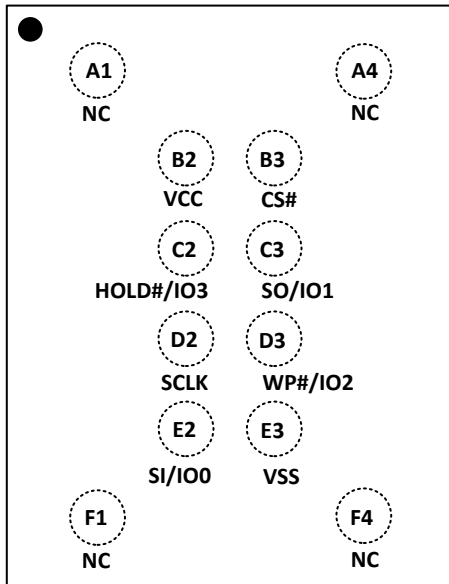 A1 A4
NC NC
B2 B3
VCC CS#
C2 C3
HOLD#/IO3 SO/IO1
D2 D3
SCLK WP#/IO2
E2 E3
SI/IO0 VSS
F1 F4
NC NC